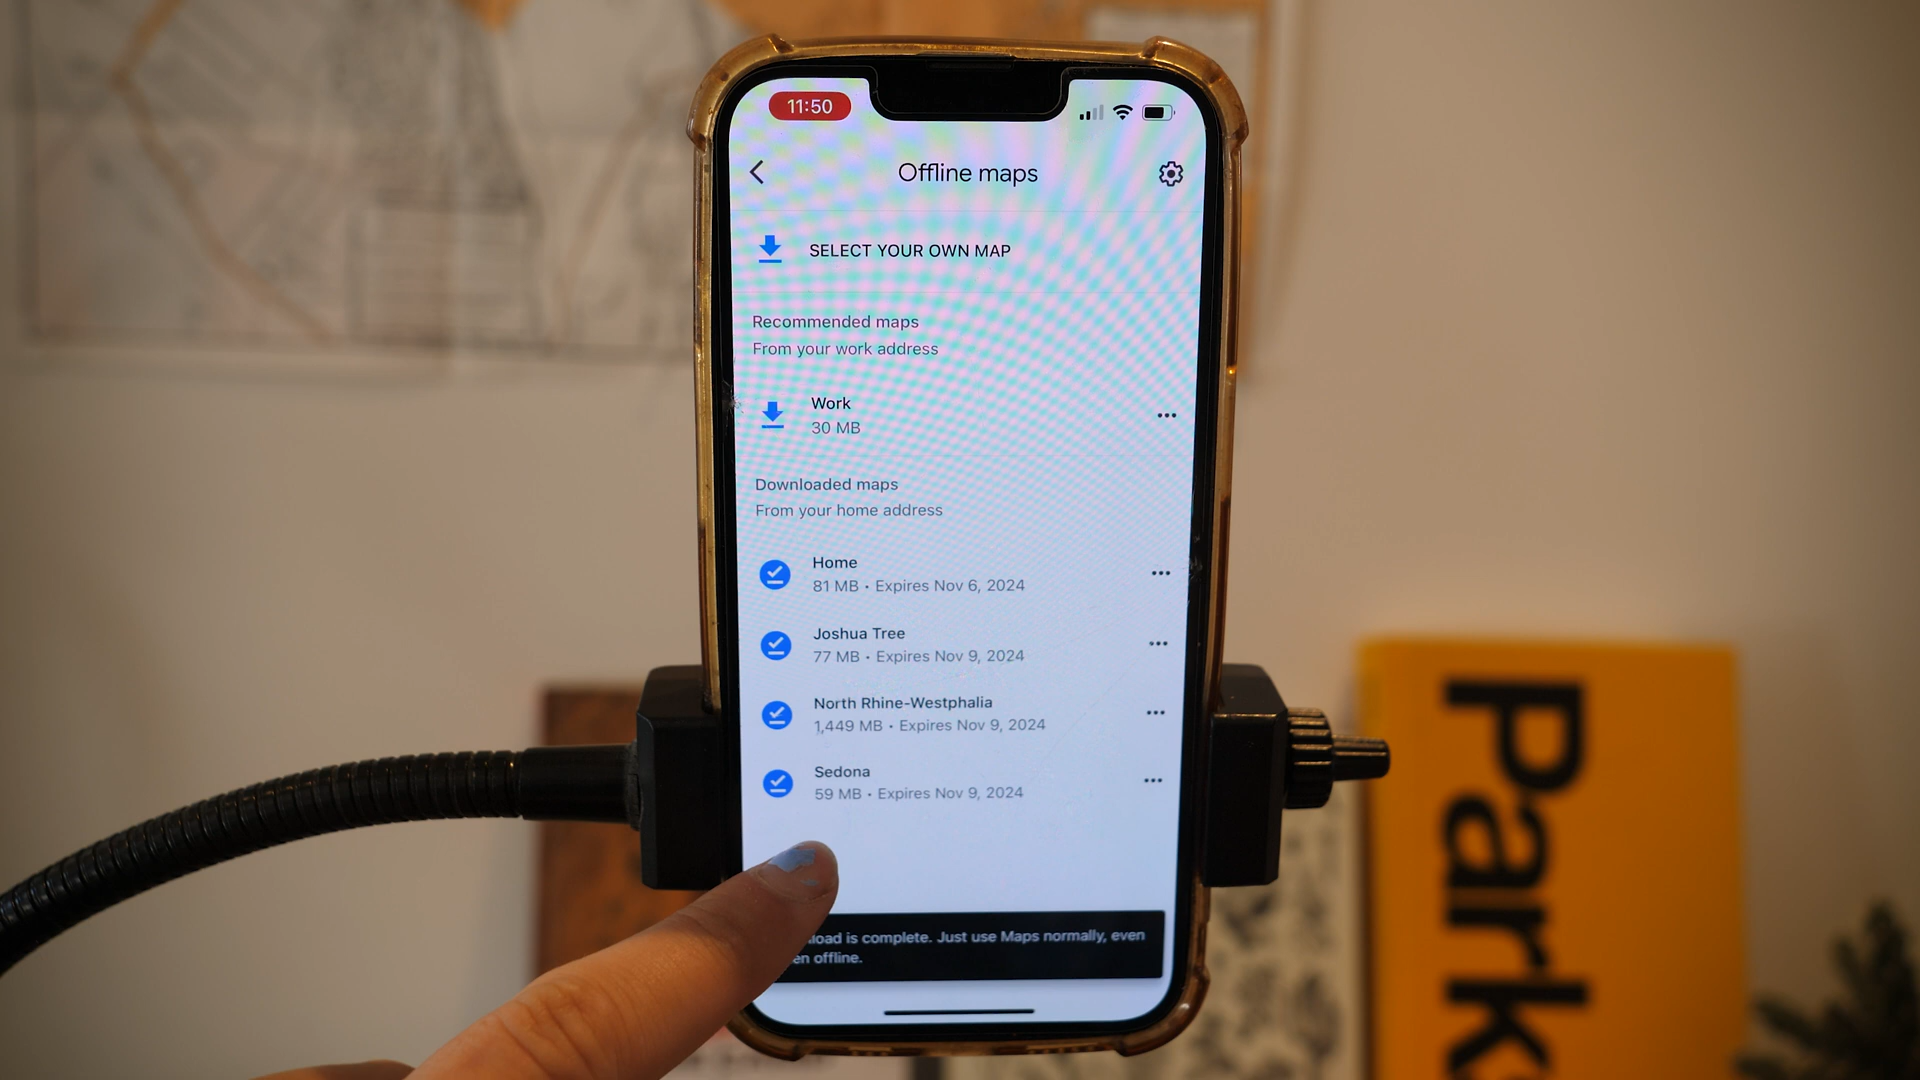 11:50
Offline maps
SELECT YOUR OWN MAP
Recommended maps
From your work address
Work
30 MB
Downloaded maps
From your home address
Home
81 MB • Expires Nov 6, 2024
Joshua Tree
77 MB • Expires Nov 9, 2024
North Rhine-Westphalia
1,449 MB • Expires Nov 9, 2024
Sedona
59 MB • Expires Nov 9, 2024
load is complete. Just use Maps normally, even
en offline.
Park